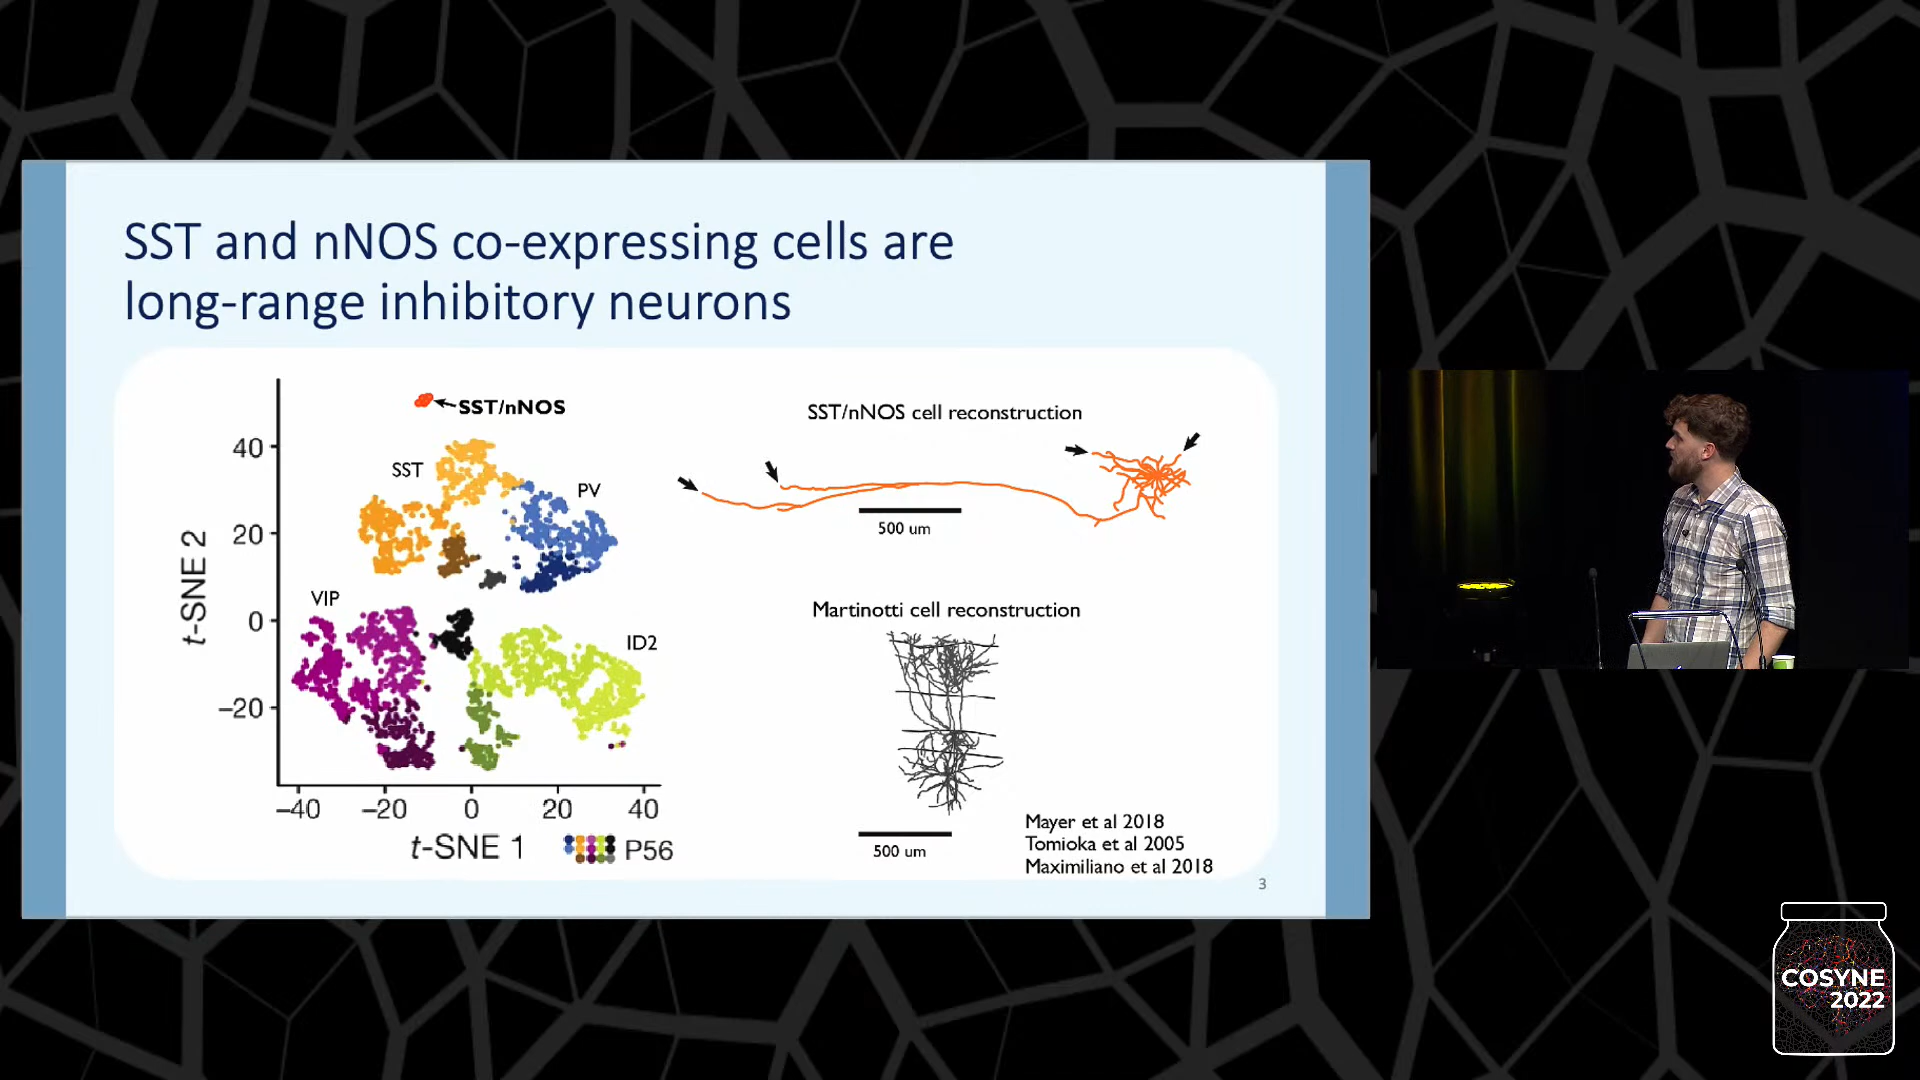 SST and nNOS co-expressing cells are
long-range inhibitory neurons
SST/nNOS
SST
PV
VIP
ID2
40
20
0
−20
t-SNE 2
−40
−20
0
20
40
t-SNE 1
P56
SST/nNOS cell reconstruction
500 um
Martinotti cell reconstruction
500 um
Mayer et al 2018
Tomioka et al 2005
Maximiliano et al 2018
3
COSYNE
2022